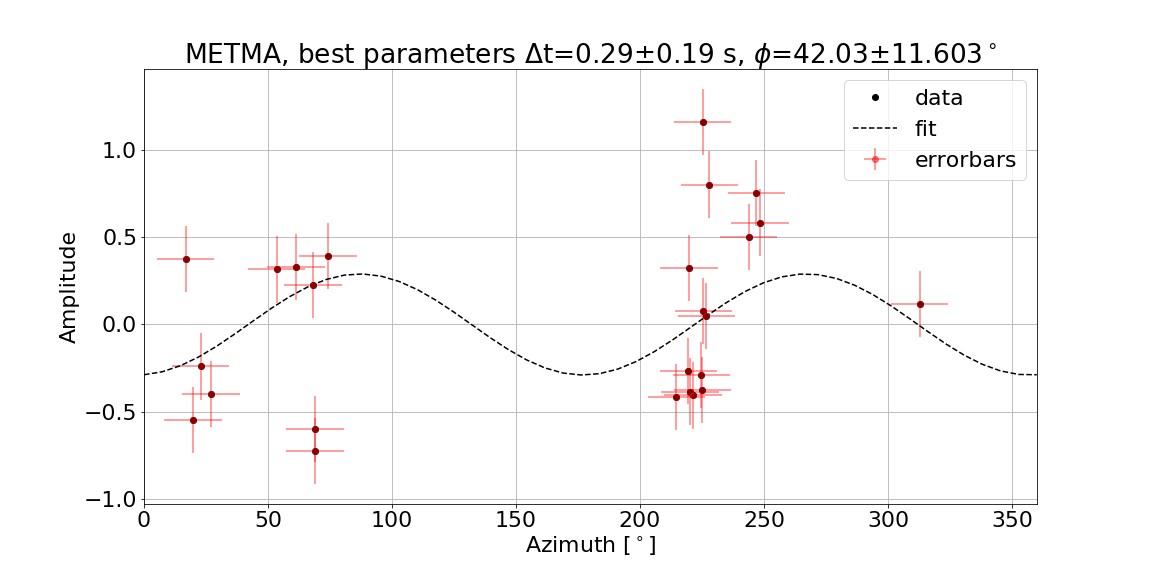 METMA, best parameters Δt=0.29±0.19 s, ϕ=42.03±11.603°
data
fit
errorbars
Amplitude
1.0
0.5
0.0
−0.5
−1.0
0 50 100 150 200 250 300 350
Azimuth [°]